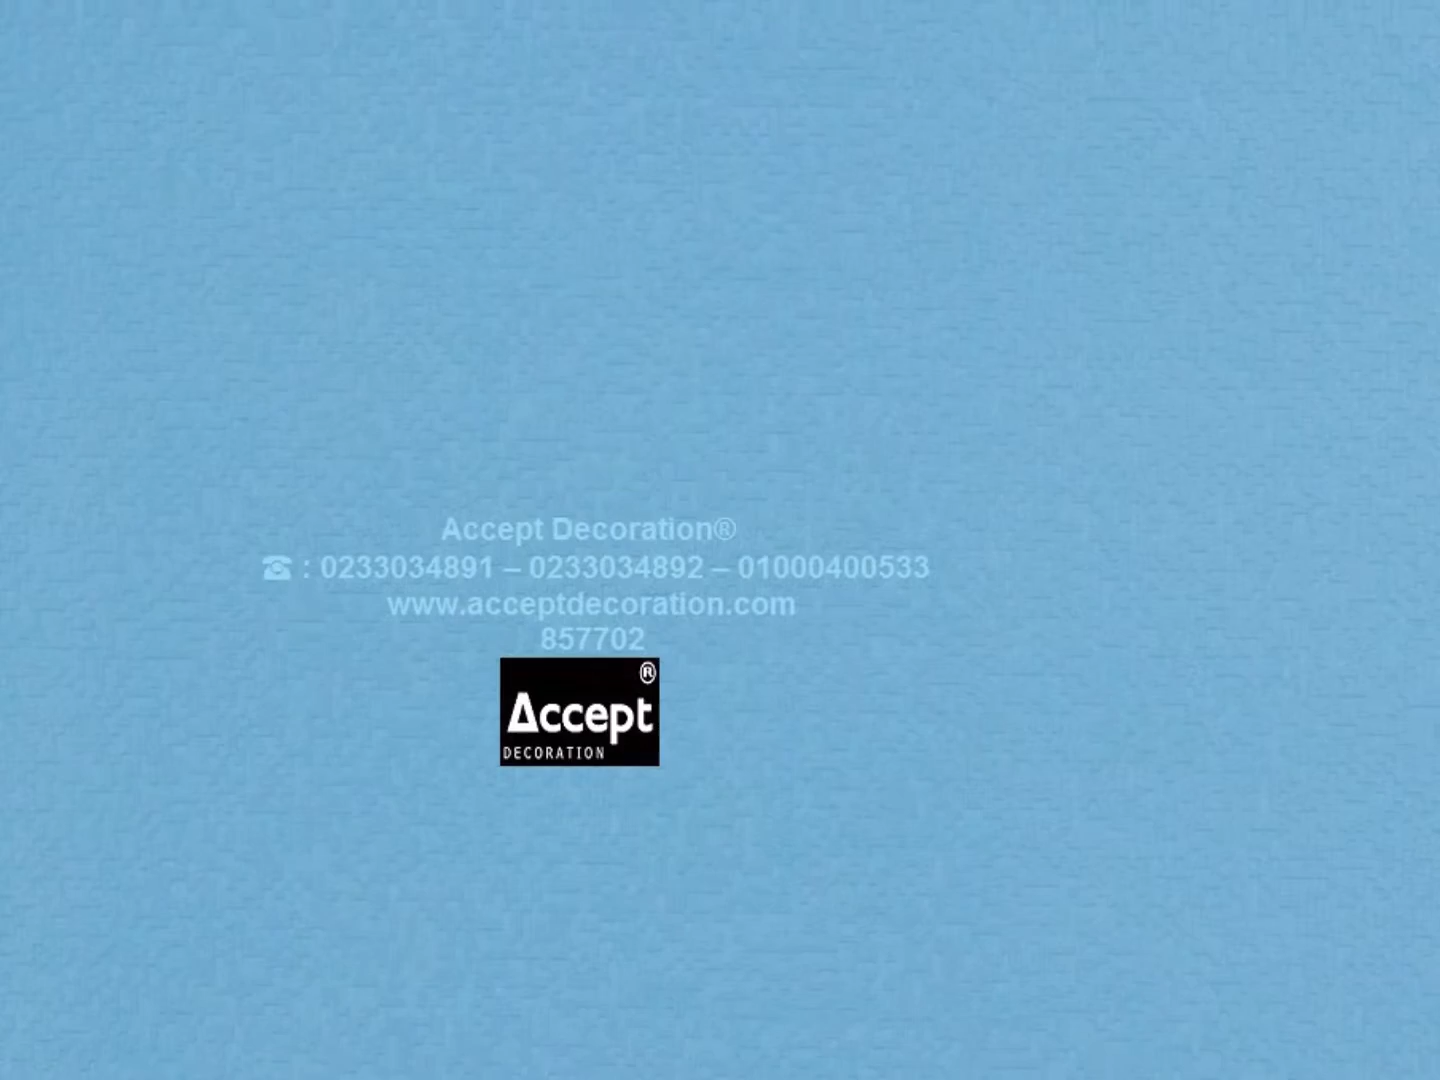 Accept Decoration®
☎ : 0233034891 – 0233034892 – 01000400533
www.acceptdecoration.com
857702
Accept®
DECORATION